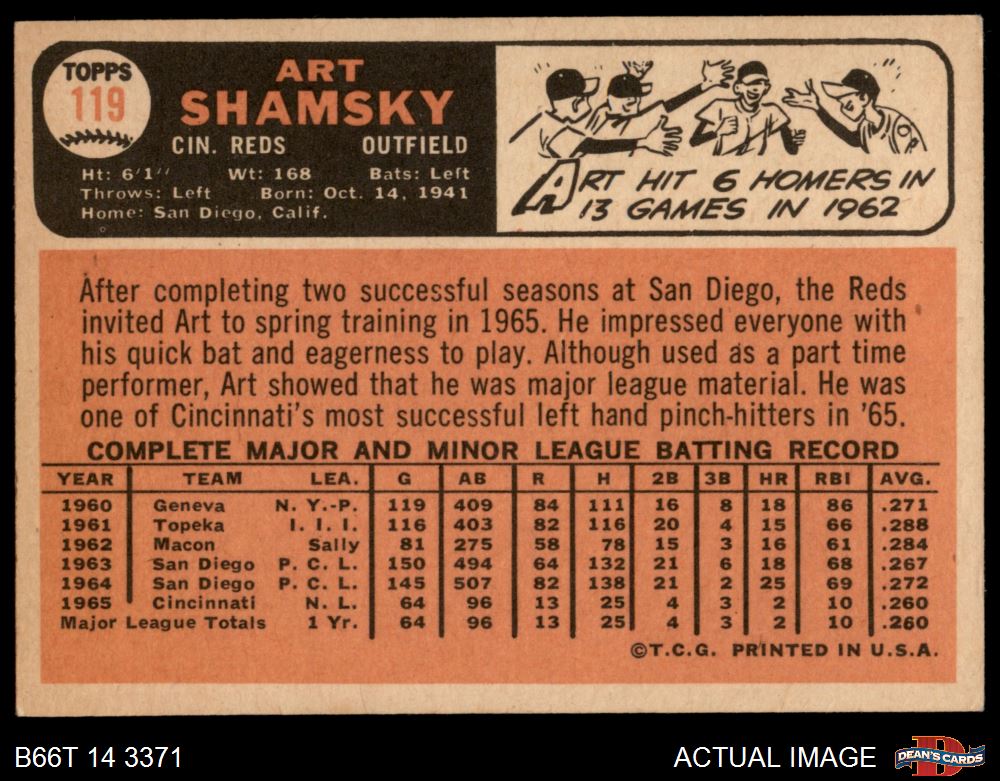 TOPPS
119
ART
SHAMSKY
CIN. REDS OUTFIELD
Ht: 6'1" Wt: 168 Bats: Left
Throws: Left Born: Oct. 14, 1941
Home: San Diego, Calif.
ART HIT 6 HOMERS IN
13 GAMES IN 1962
After completing two successful seasons at San Diego, the Reds
invited Art to spring training in 1965. He impressed everyone with
his quick bat and eagerness to play. Although used as a part time
performer, Art showed that he was major league material. He was
one of Cincinnati's most successful left hand pinch-hitters in '65.
COMPLETE MAJOR AND MINOR LEAGUE BATTING RECORD
YEAR TEAM LEA. G AB R H 2B 3B HR RBI AVG.
1960 Geneva N. Y.-P. 119 409 84 111 16 8 18 86 .271
1961 Topeka I. I. I. 116 403 82 116 20 4 15 66 .288
1962 Macon Sally 81 275 58 78 15 3 16 61 .284
1963 San Diego P. C. L. 150 494 64 132 21 6 18 68 .267
1964 San Diego P. C. L. 145 507 82 138 21 2 25 69 .272
1965 Cincinnati N. L. 64 96 13 25 4 3 2 10 .260
Major League Totals 1 Yr. 64 96 13 25 4 3 2 10 .260
©T.C.G. PRINTED IN U.S.A.
B66T 14 3371 ACTUAL IMAGE DEAN'S CARDS